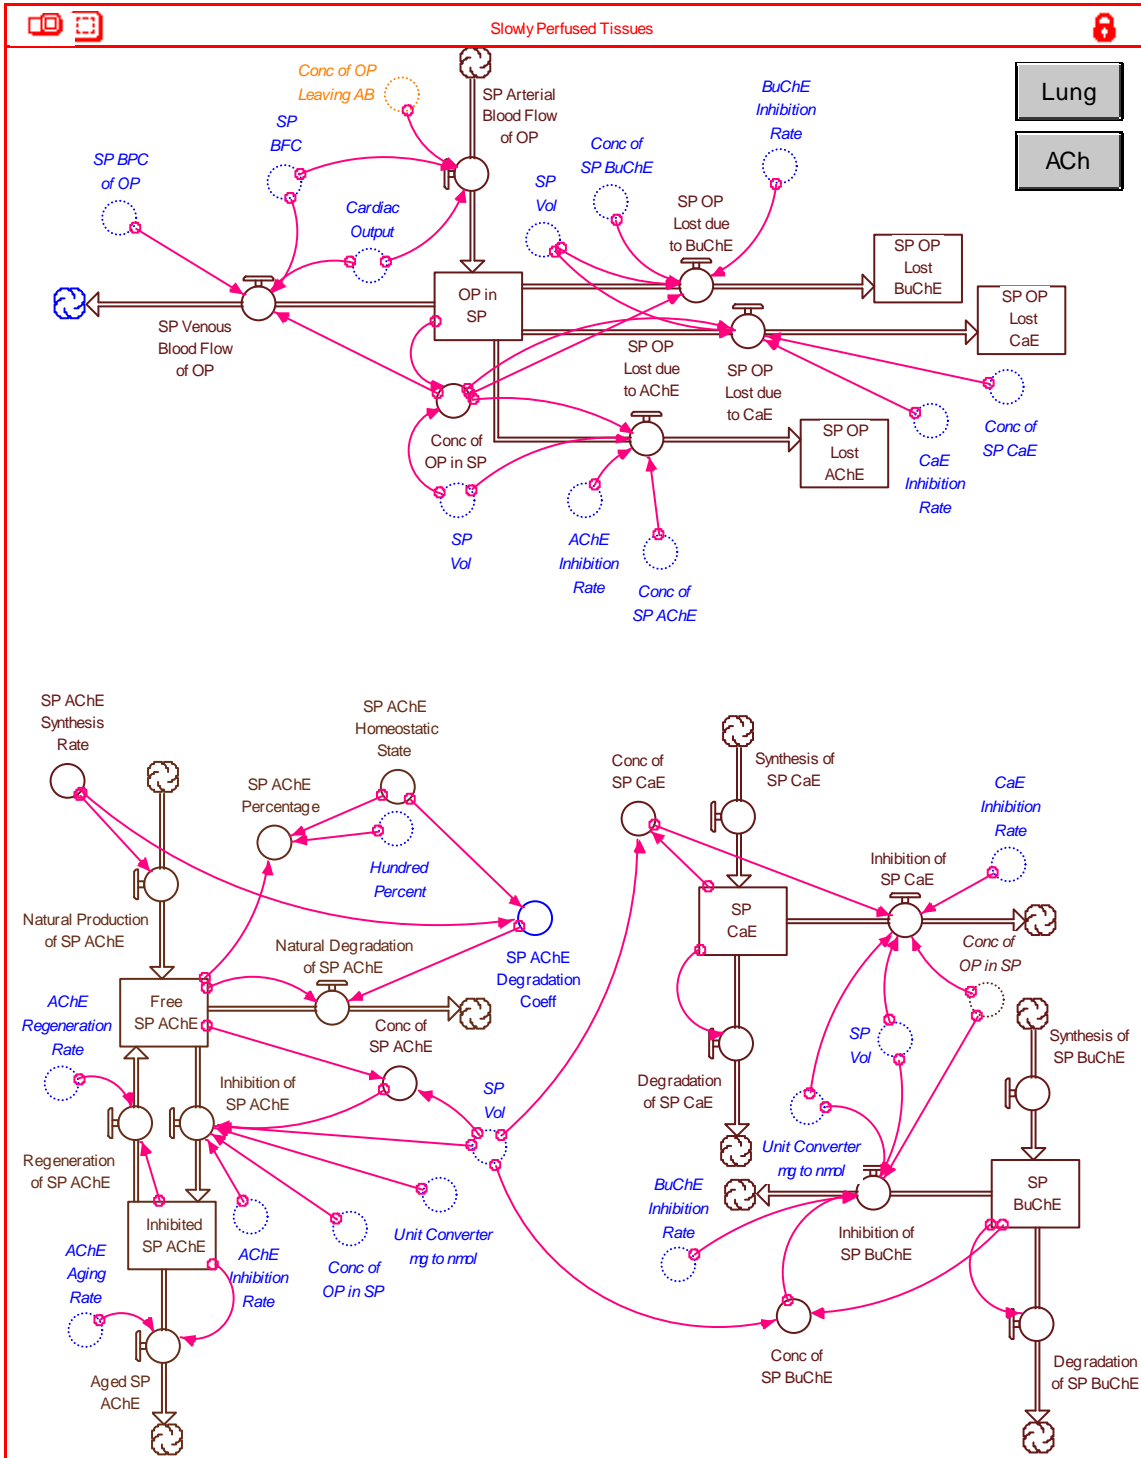 Slowly Perfused Tissues
Lung
ACh
Conc of OP
Leaving AB
SP Arterial
Blood Flow
of OP
SP
BFC
SP BPC
of OP
Cardiac
Output
Conc of
SP BuChE
BuChE
Inhibition
Rate
SP
Vol
SP OP
Lost due
to BuChE
SP OP
Lost
BuChE
SP OP
Lost
CaE
OP in
SP
SP Venous
Blood Flow
of OP
SP OP
Lost due
to AChE
SP OP
Lost due
to CaE
Conc of
OP in SP
SP OP
Lost
AChE
Conc of
SP CaE
CaE
Inhibition
Rate
SP
Vol
AChE
Inhibition
Rate
Conc of
SP AChE
SP AChE
Synthesis
Rate
SP AChE
Homeostatic
State
SP AChE
Percentage
Hundred
Percent
Natural Production
of SP AChE
Natural Degradation
of SP AChE
SP AChE
Degradation
Coeff
Free
SP AChE
AChE
Regeneration
Rate
Conc of
SP AChE
Inhibition of
SP AChE
SP
Vol
Regeneration
of SP AChE
Inhibited
SP AChE
AChE
Aging
Rate
AChE
Inhibition
Rate
Conc of
OP in SP
Unit Converter
mg to nmol
Aged SP
AChE
Conc of
SP CaE
Synthesis of
SP CaE
CaE
Inhibition
Rate
Inhibition of
SP CaE
SP
CaE
Conc of
OP in SP
SP
Vol
Synthesis of
SP BuChE
Degradation
of SP CaE
Unit Converter
mg to nmol
BuChE
Inhibition
Rate
SP
BuChE
Inhibition of
SP BuChE
Conc of
SP BuChE
Degradation
of SP BuChE